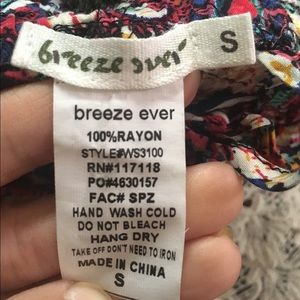 breeze ever S
breeze ever
100%RAYON
STYLE#WS3100
RN#117118
PO#4630157
FAC# SPZ
HAND WASH COLD
DO NOT BLEACH
HANG DRY
TAKE OFF DON'T NEED TO IRON
MADE IN CHINA
S